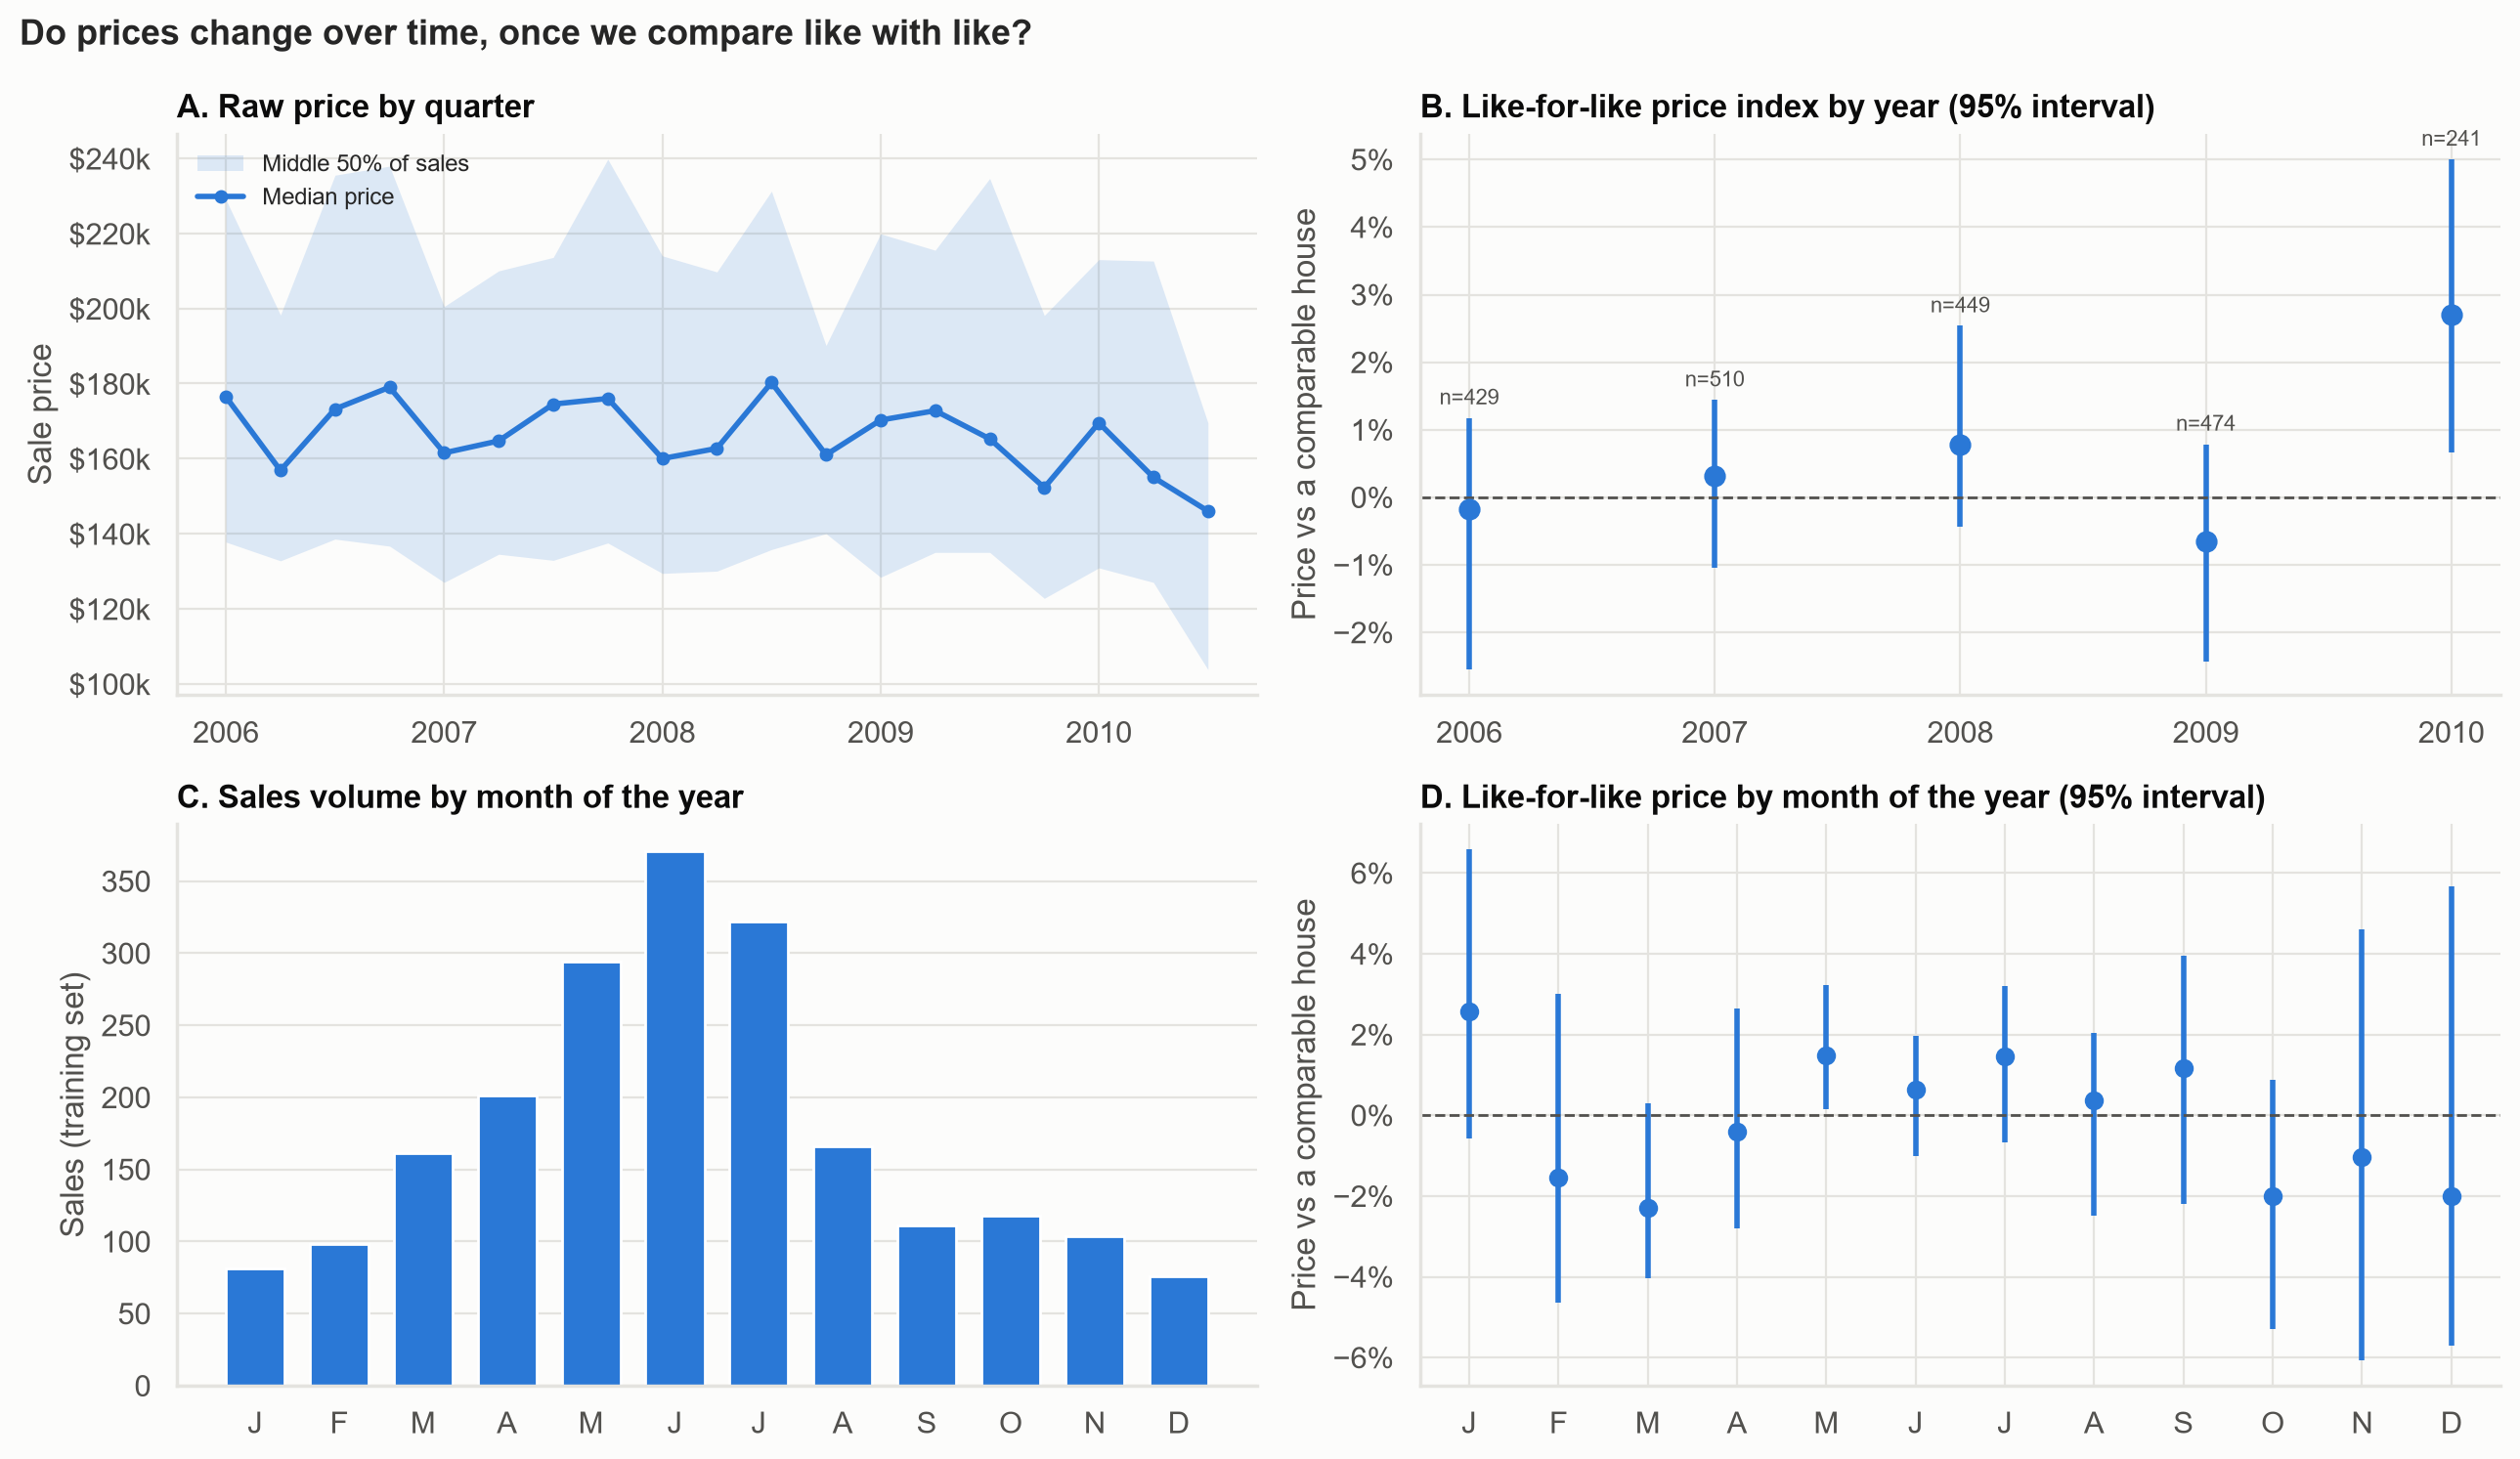 Do prices change over time, once we compare like with like?
A. Raw price by quarter
Middle 50% of sales
Median price
Sale price
$240k
$220k
$200k
$180k
$160k
$140k
$120k
$100k
2006 2007 2008 2009 2010
B. Like-for-like price index by year (95% interval)
Price vs a comparable house
5%
4%
3%
2%
1%
0%
−1%
−2%
n=429
n=510
n=449
n=474
n=241
2006 2007 2008 2009 2010
C. Sales volume by month of the year
Sales (training set)
350
300
250
200
150
100
50
0
J F M A M J J A S O N D
D. Like-for-like price by month of the year (95% interval)
Price vs a comparable house
6%
4%
2%
0%
−2%
−4%
−6%
J F M A M J J A S O N D